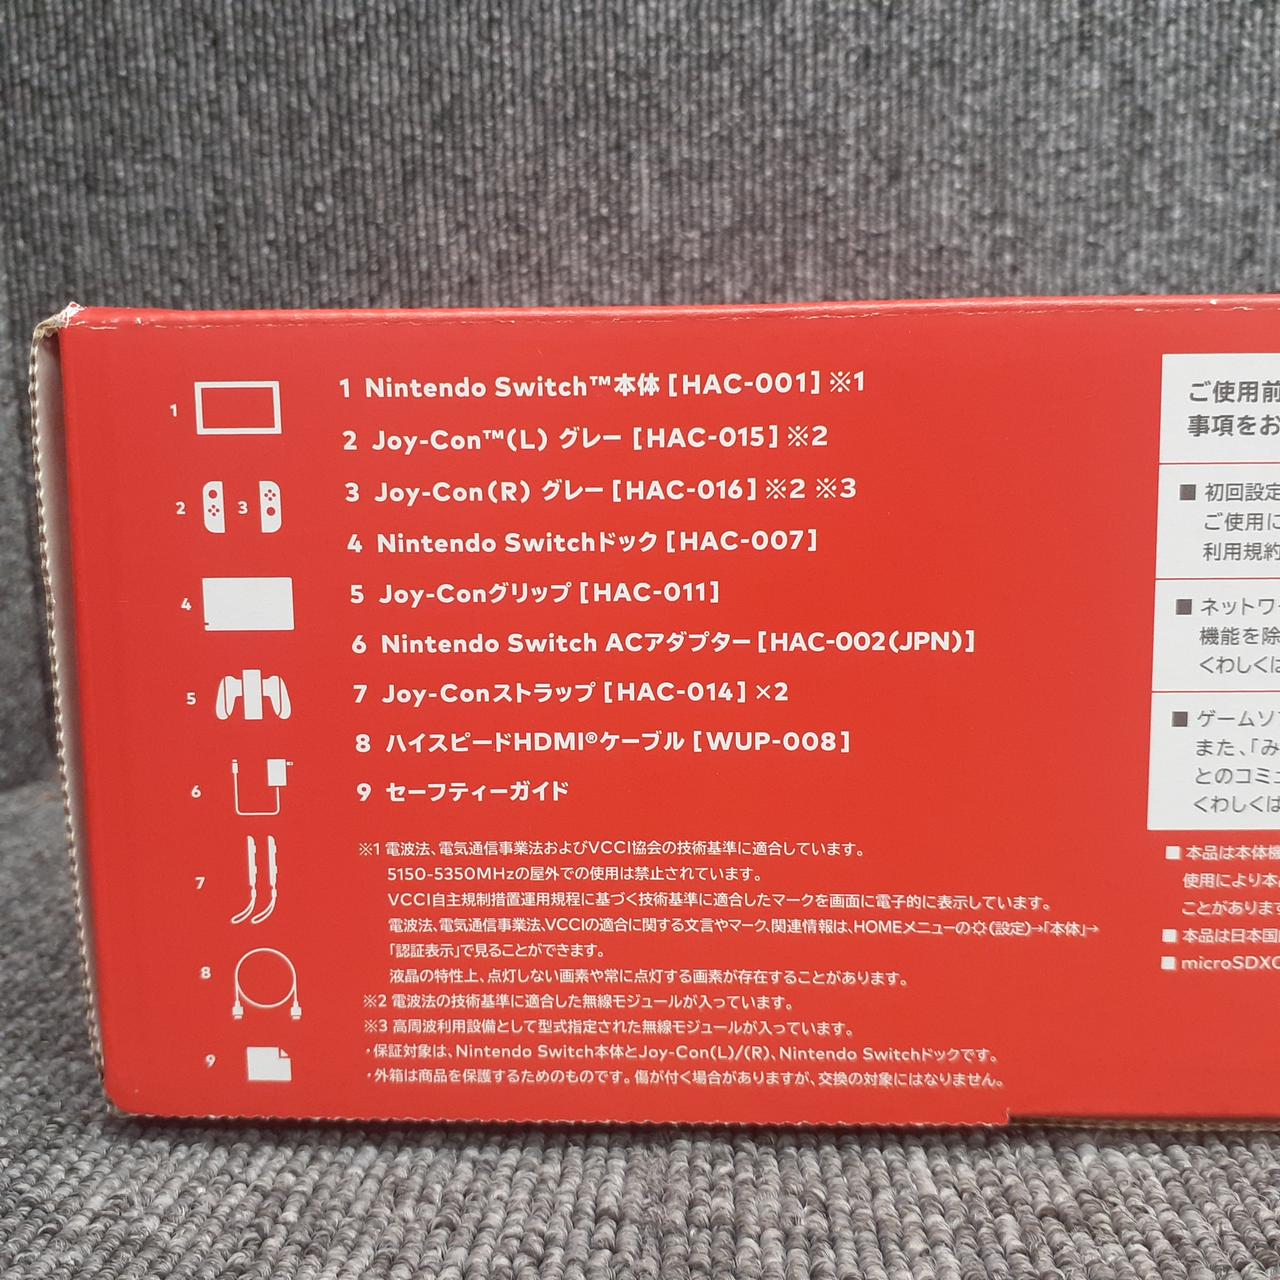 1 Nintendo Switch™本体 [HAC-001] ※1
2 Joy-Con™(L) グレー [HAC-015] ※2
3 Joy-Con(R) グレー [HAC-016] ※2 ※3
4 Nintendo Switchドック [HAC-007]
5 Joy-Conグリップ [HAC-011]
6 Nintendo Switch ACアダプター [HAC-002(JPN)]
7 Joy-Conストラップ [HAC-014] ×2
8 ハイスピードHDMI®ケーブル [WUP-008]
9 セーフティーガイド
※1 電波法、電気通信事業法およびVCCI協会の技術基準に適合しています。
5150-5350MHzの屋外での使用は禁止されています。
VCCI自主規制措置運用規程に基づく技術基準に適合したマークを画面に電子的に表示しています。
電波法、電気通信事業法、VCCIの適合に関する文言やマーク、関連情報は、HOMEメニューの(設定)→「本体」→
「認証表示」で見ることができます。
液晶の特性上、点灯しない画素や常に点灯する画素が存在することがあります。
※2 電波法の技術基準に適合した無線モジュールが入っています。
※3 高周波利用設備として型式指定された無線モジュールが入っています。
・保証対象は、Nintendo Switch本体とJoy-Con(L)/(R)、Nintendo Switchドックです。
・外箱は商品を保護するためのものです。傷が付く場合がありますが、交換の対象にはなりません。
1
2 3
4
5
6
7
8
9
ご使用前
事項をお
■ 初回設定
ご使用に
利用規約
■ ネットワ
機能を除
くわしくは
■ ゲームソ
また、「み
とのコミ
くわしくは
■ 本品は本体機
使用により本
ことがあります
■ 本品は日本国
■ microSDXC